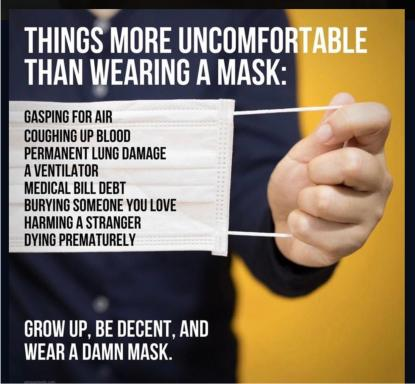 THINGS MORE UNCOMFORTABLE
THAN WEARING A MASK:
GASPING FOR AIR
COUGHING UP BLOOD
PERMANENT LUNG DAMAGE
A VENTILATOR
MEDICAL BILL DEBT
BURYING SOMEONE YOU LOVE
HARMING A STRANGER
DYING PREMATURELY
GROW UP, BE DECENT, AND
WEAR A DAMN MASK.